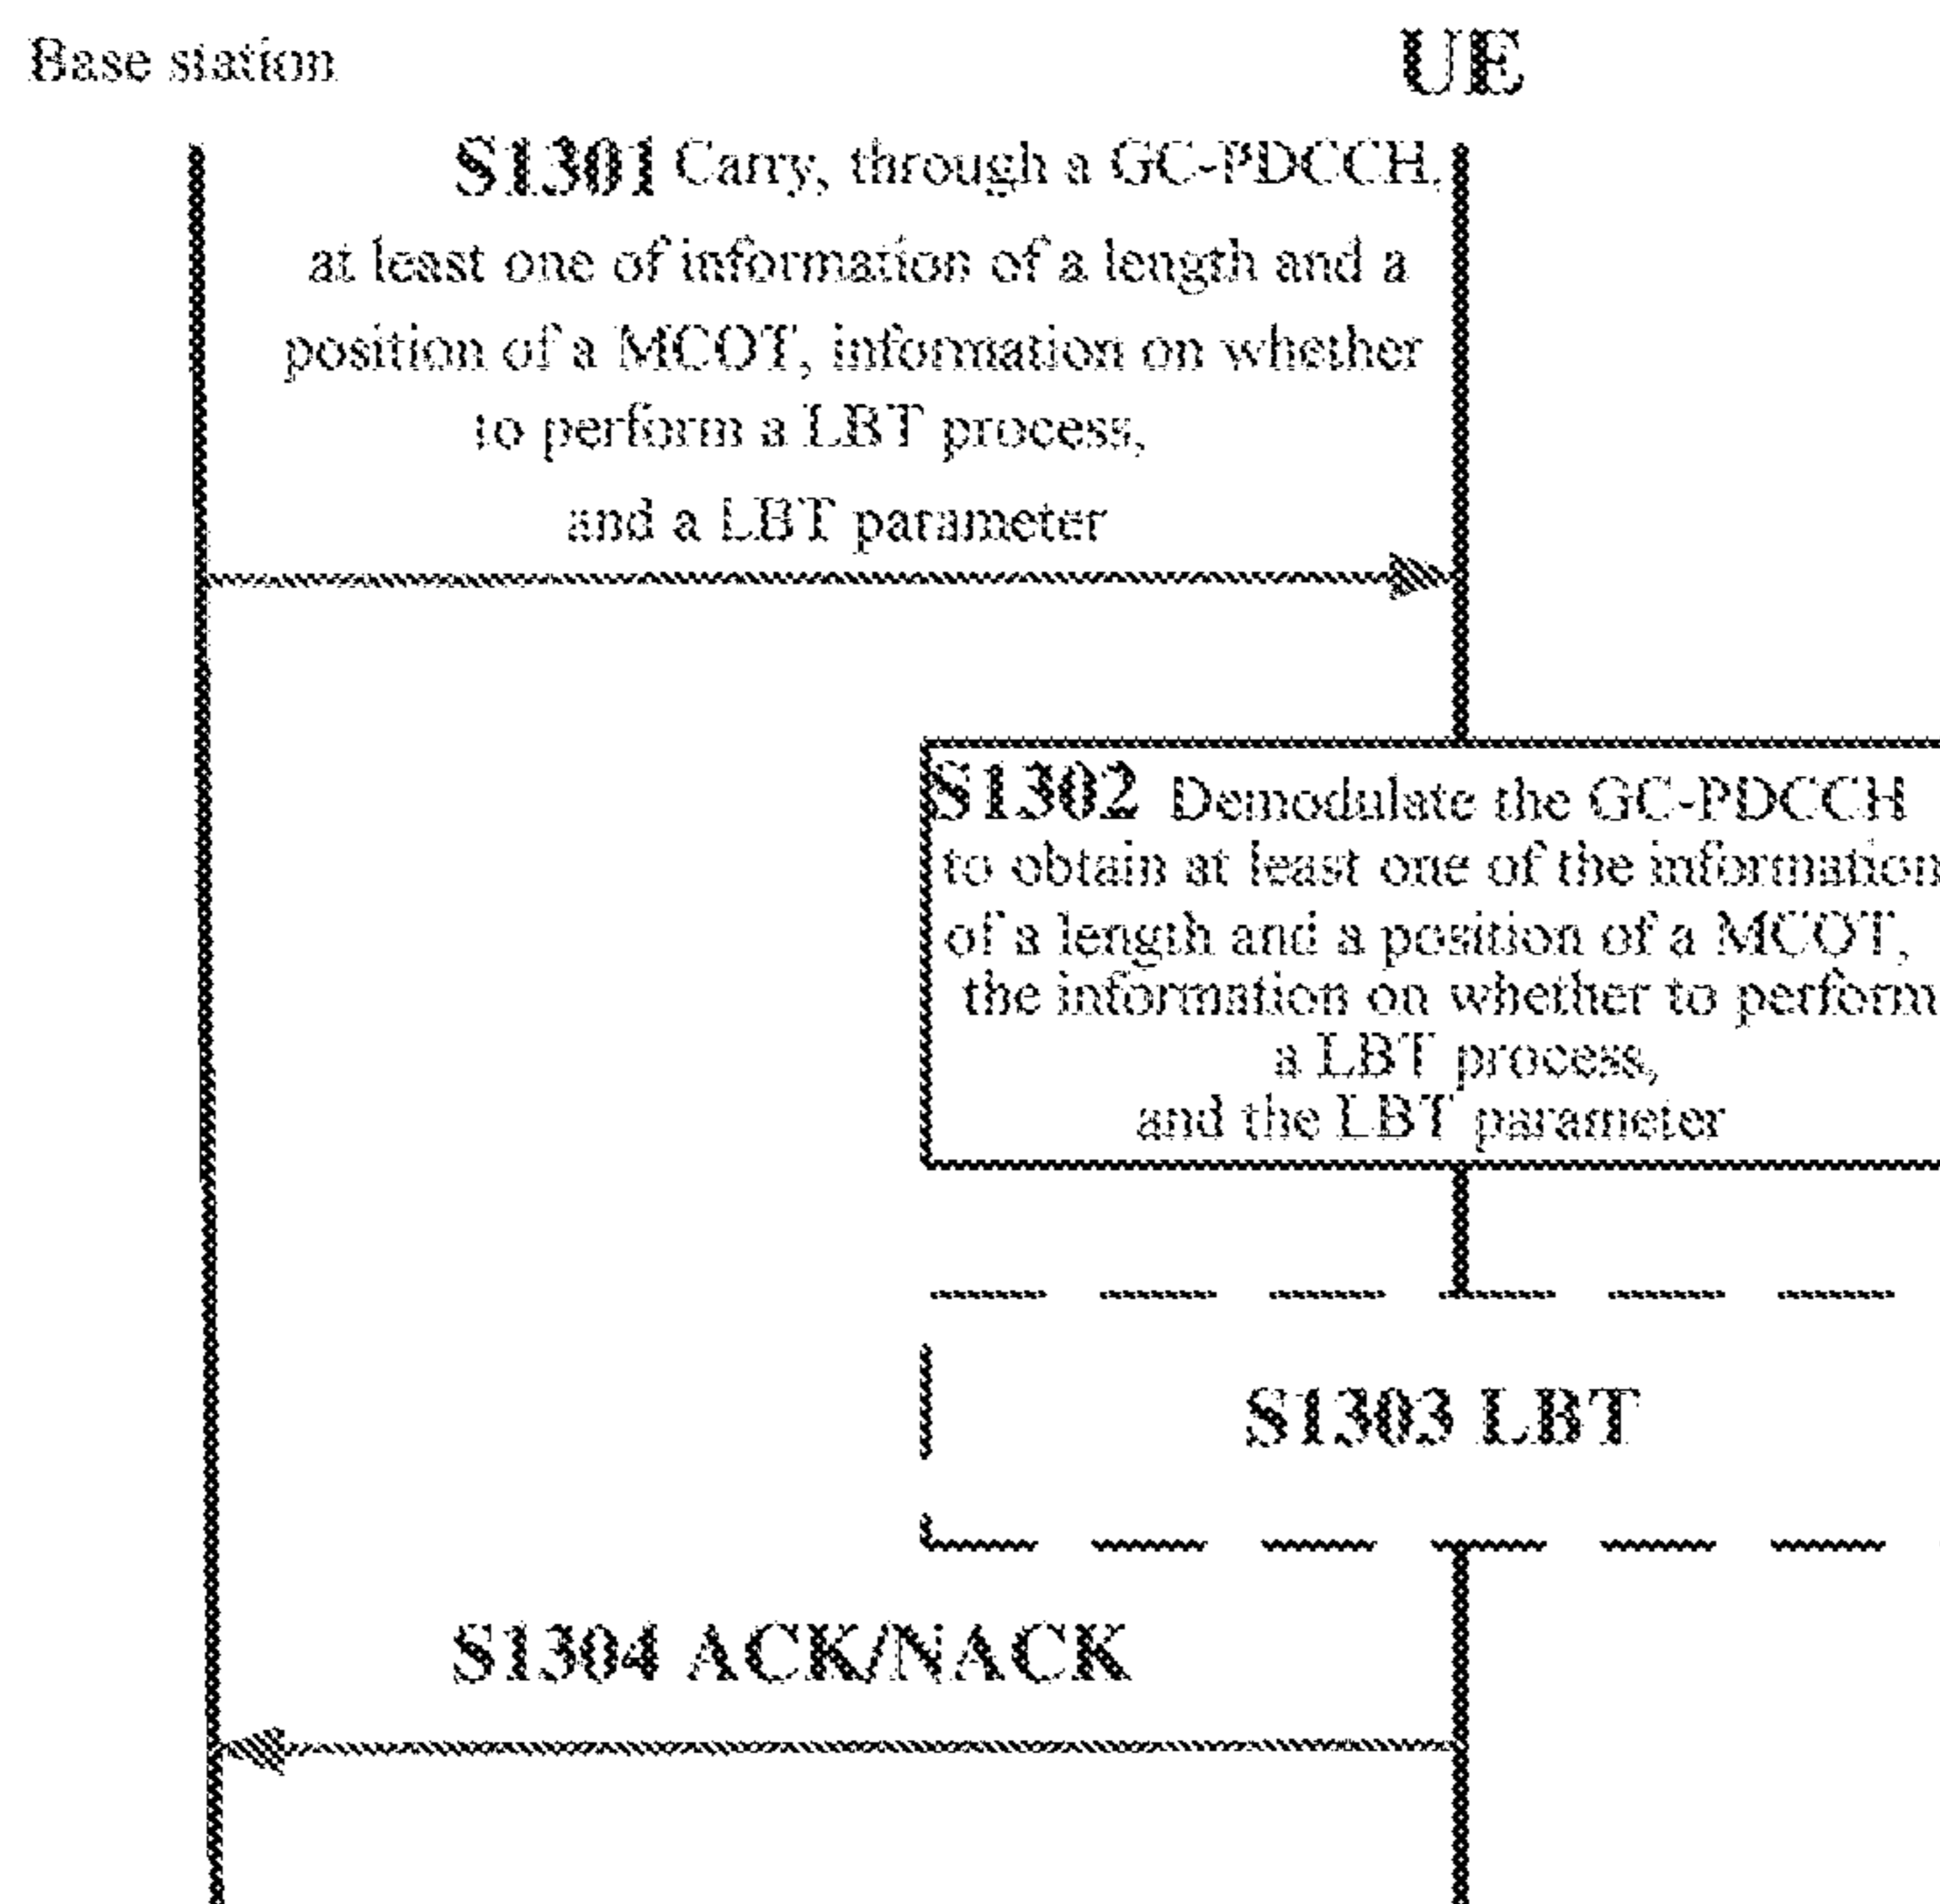 Base station
UE
S1301 Carry, through a GC-PDCCH,
at least one of information of a length and a
position of a MCOT, information on whether
to perform a LBT process,
and a LBT parameter
S1302 Demodulate the GC-PDCCH
to obtain at least one of the information
of a length and a position of a MCOT,
the information on whether to perform
a LBT process,
and the LBT parameter
S1303 LBT
S1304 ACK/NACK